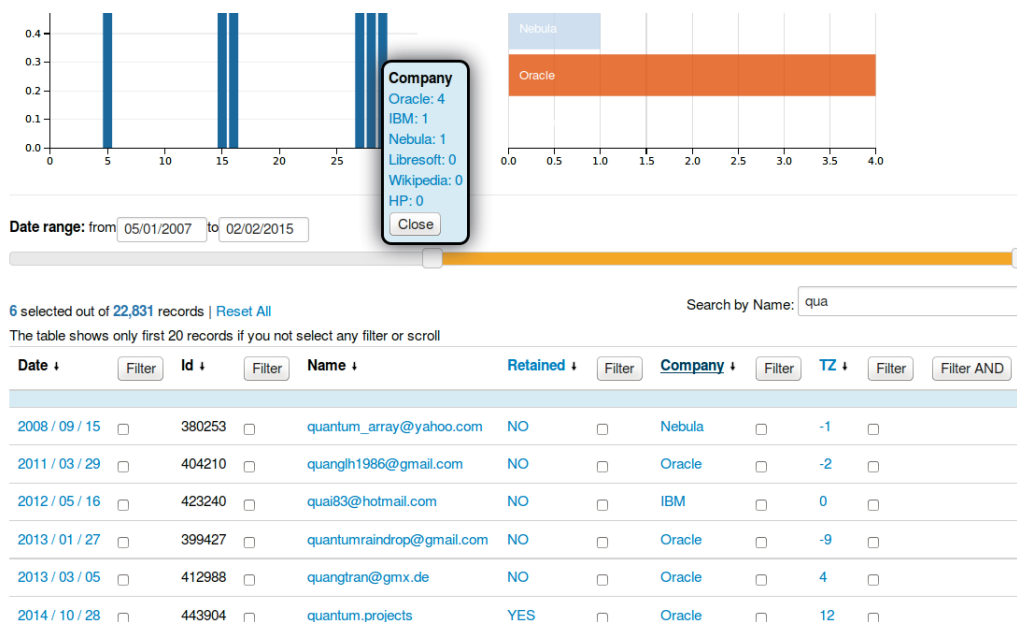 0.4
0.3
0.2
0.1
0.0
0 5 10 15 20 25
Nebula
Oracle
0.0 0.5 1.0 1.5 2.0 2.5 3.0 3.5 4.0
Company
Oracle: 4
IBM: 1
Nebula: 1
Libresoft: 0
Wikipedia: 0
HP: 0
Close
Date range: from 05/01/2007 to 02/02/2015
6 selected out of 22,831 records | Reset All
Search by Name: qua
The table shows only first 20 records if you not select any filter or scroll
Date ↓ Filter Id ↓ Filter Name ↓ Retained ↓ Filter Company ↓ Filter TZ ↓ Filter Filter AND
2008 / 09 / 15 380253 quantum_array@yahoo.com NO Nebula -1
2011 / 03 / 29 404210 quanglh1986@gmail.com NO Oracle -2
2012 / 05 / 16 423240 quai83@hotmail.com NO IBM 0
2013 / 01 / 27 399427 quantumraindrop@gmail.com NO Oracle -9
2013 / 03 / 05 412988 quangtran@gmx.de NO Oracle 4
2014 / 10 / 28 443904 quantum.projects YES Oracle 12